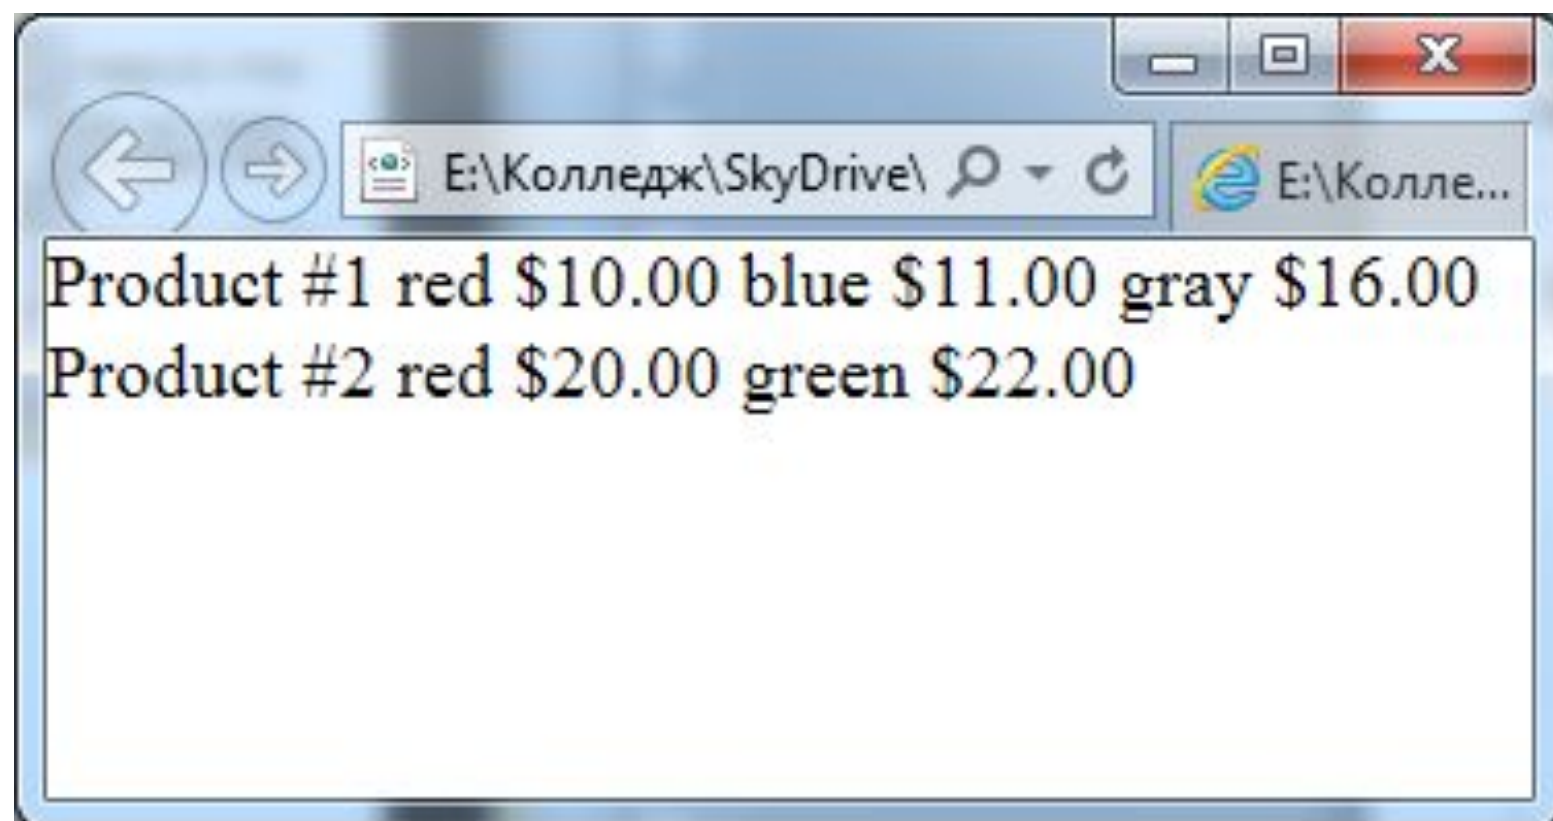 E:\Колледж\SkyDrive\
E:\Колле...
Product #1 red $10.00 blue $11.00 gray $16.00
Product #2 red $20.00 green $22.00